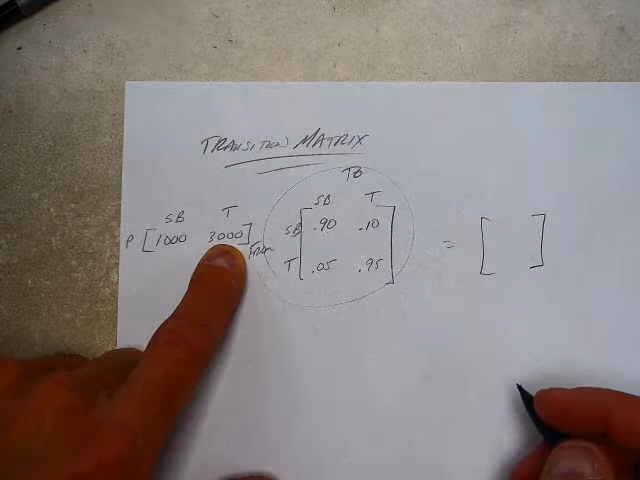 TRANSITION MATRIX
TO
SB T SB T
P [1000 3000] From SB .90 .10 = [ ]
T .05 .95